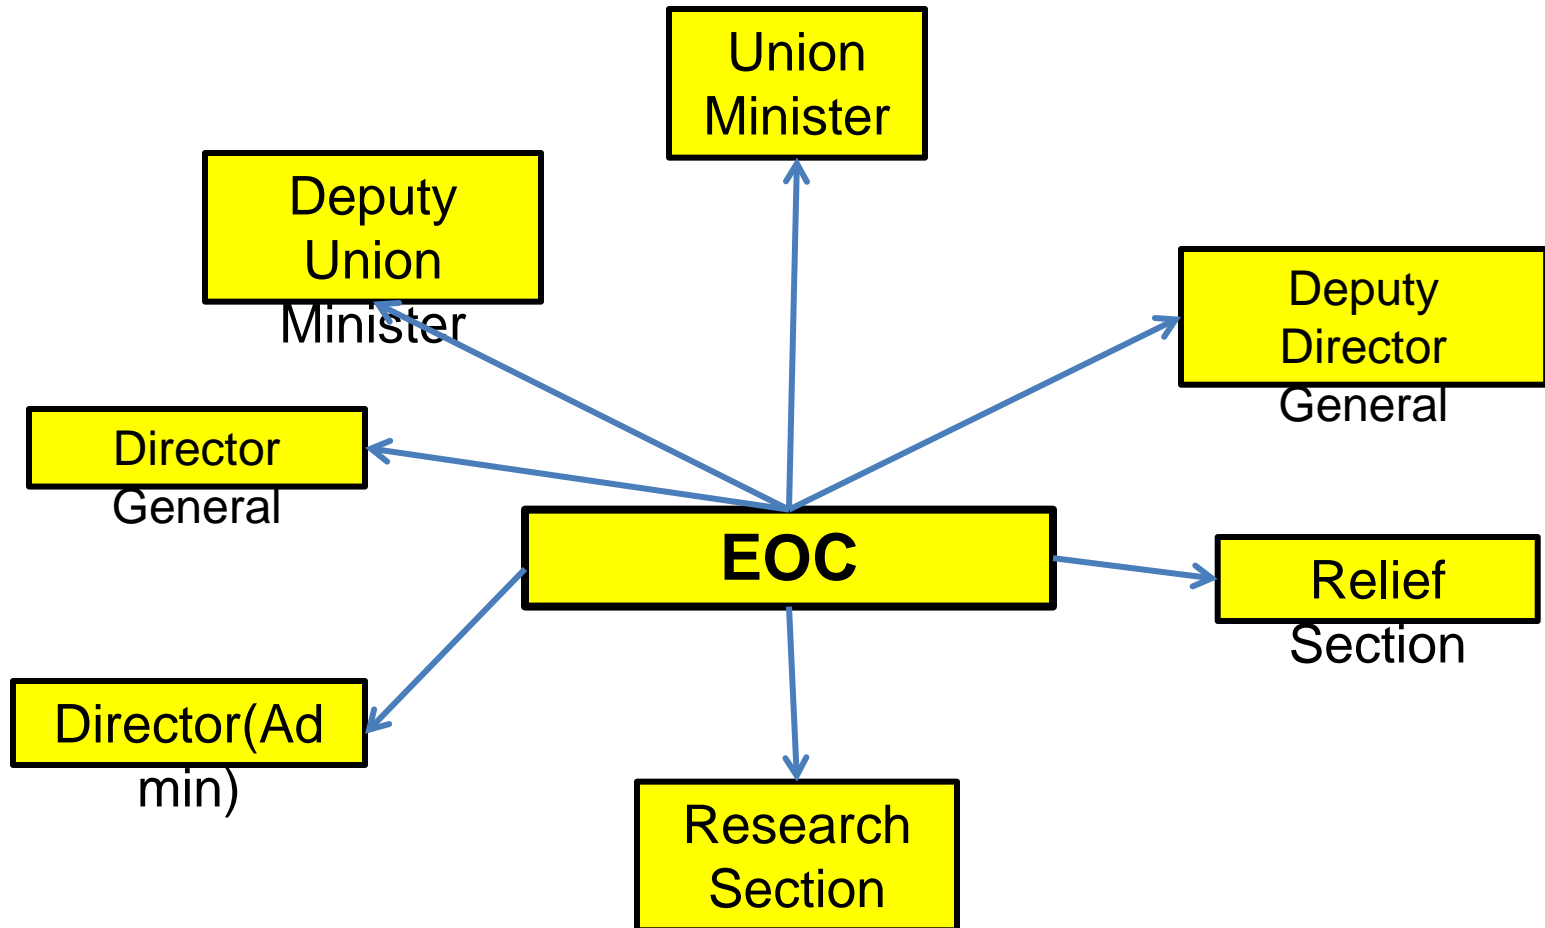 Union
Minister
Deputy
Union
Minister
Deputy
Director
General
Director
General
EOC
Relief
Section
Director(Ad
min)
Research
Section